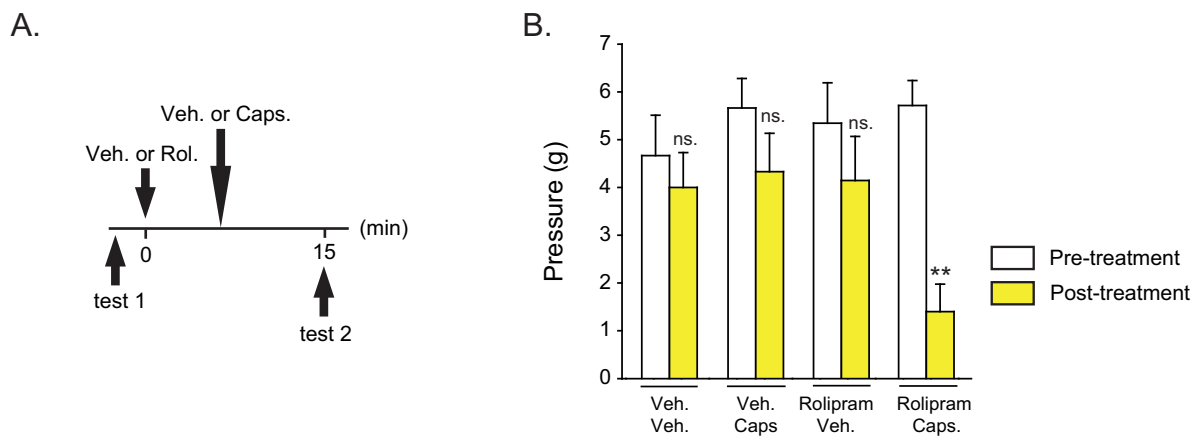 A.
Veh. or Caps.
Veh. or Rol.
(min)
0
15
test 1
test 2
B.
Pressure (g)
7
6
5
4
3
2
1
0
ns.
ns.
ns.
**
Veh.
Veh.
Veh.
Caps
Rolipram
Veh.
Rolipram
Caps.
Pre-treatment
Post-treatment